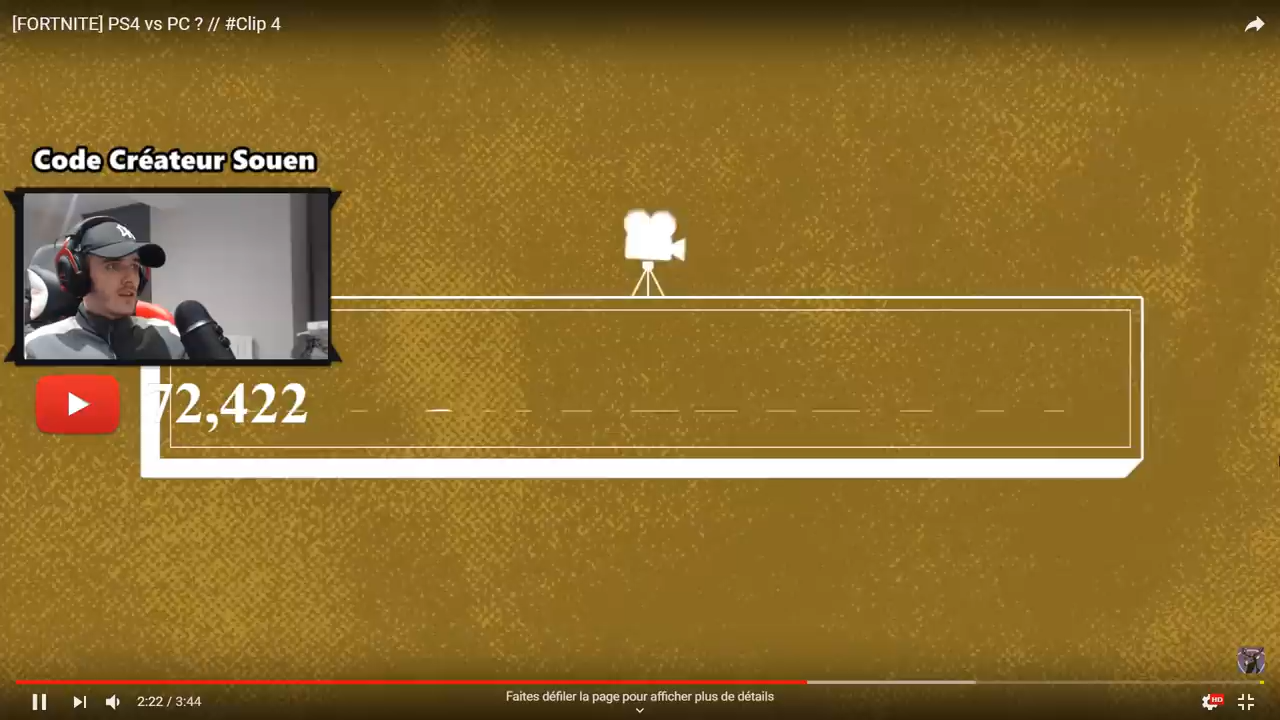 [FORTNITE] PS4 vs PC ? // #Clip 4
Code Créateur Souen
72,422
2:22 / 3:44
Faites défiler la page pour afficher plus de détails
HD